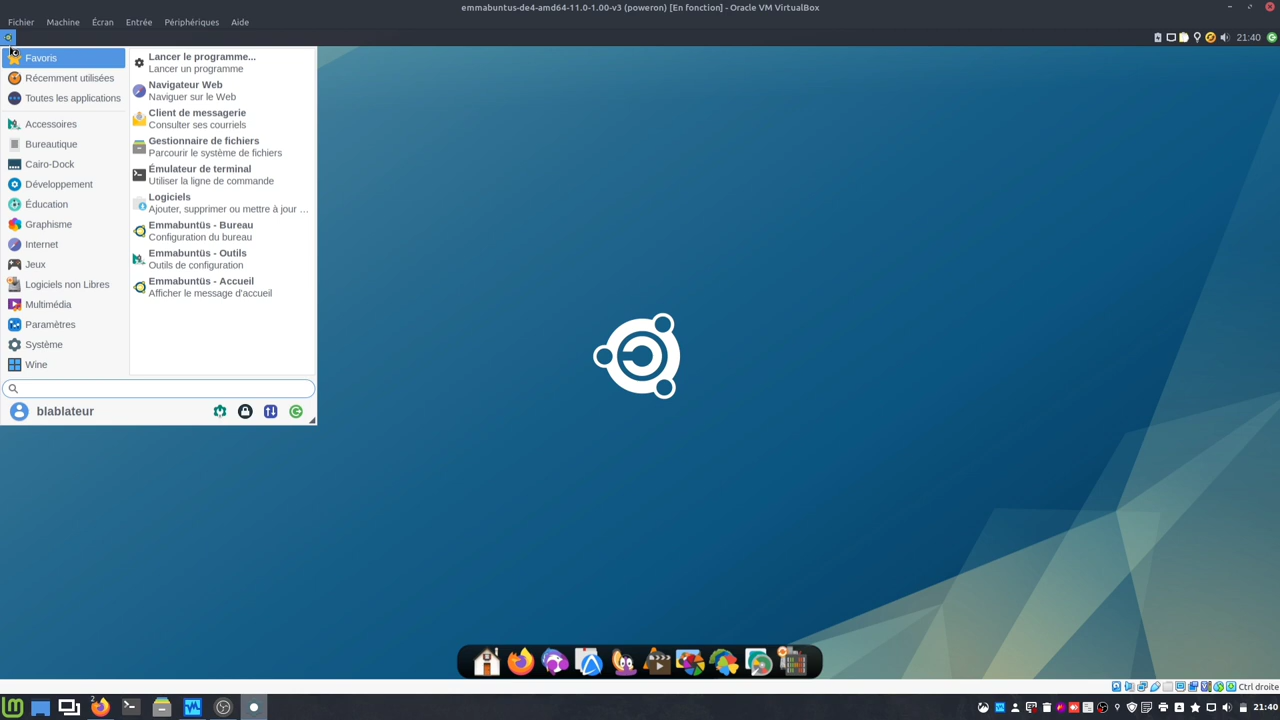 emmabuntus-de4-amd64-11.0-1.00-v3 (poweron) [En fonction] - Oracle VM VirtualBox
Fichier Machine Écran Entrée Périphériques Aide
21:40
Favoris
Récemment utilisées
Toutes les applications
Accessoires
Bureautique
Cairo-Dock
Développement
Éducation
Graphisme
Internet
Jeux
Logiciels non Libres
Multimédia
Paramètres
Système
Wine
Lancer le programme...
Lancer un programme
Navigateur Web
Naviguer sur le Web
Client de messagerie
Consulter ses courriels
Gestionnaire de fichiers
Parcourir le système de fichiers
Émulateur de terminal
Utiliser la ligne de commande
Logiciels
Ajouter, supprimer ou mettre à jour …
Emmabuntüs - Bureau
Configuration du bureau
Emmabuntüs - Outils
Outils de configuration
Emmabuntüs - Accueil
Afficher le message d'accueil
blablateur
Ctrl droite
2
21:40